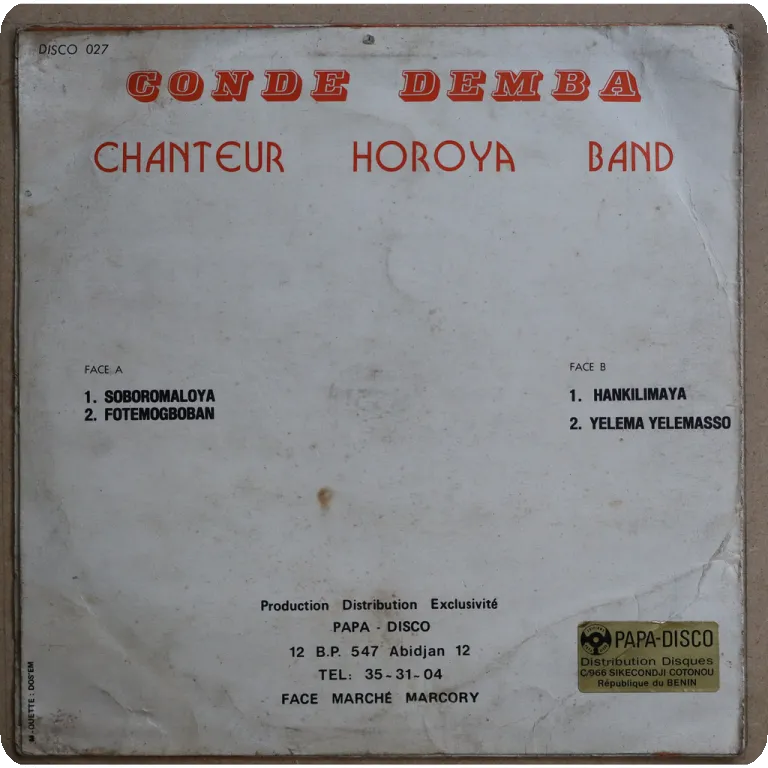 DISCO 027
CONDE DEMBA
CHANTEUR HOROYA BAND
FACE A
1. SOBOROMALOYA
2. FOTEMOGBOBAN
FACE B
1. HANKILIMAYA
2. YELEMA YELEMASSO
Production Distribution Exclusivité
PAPA - DISCO
12 B.P. 547 Abidjan 12
TEL: 35-31-04
FACE MARCHÉ MARCORY
PAPA-DISCO
Distribution Disques
C/966 SIKECONDJI COTONOU
République du BENIN